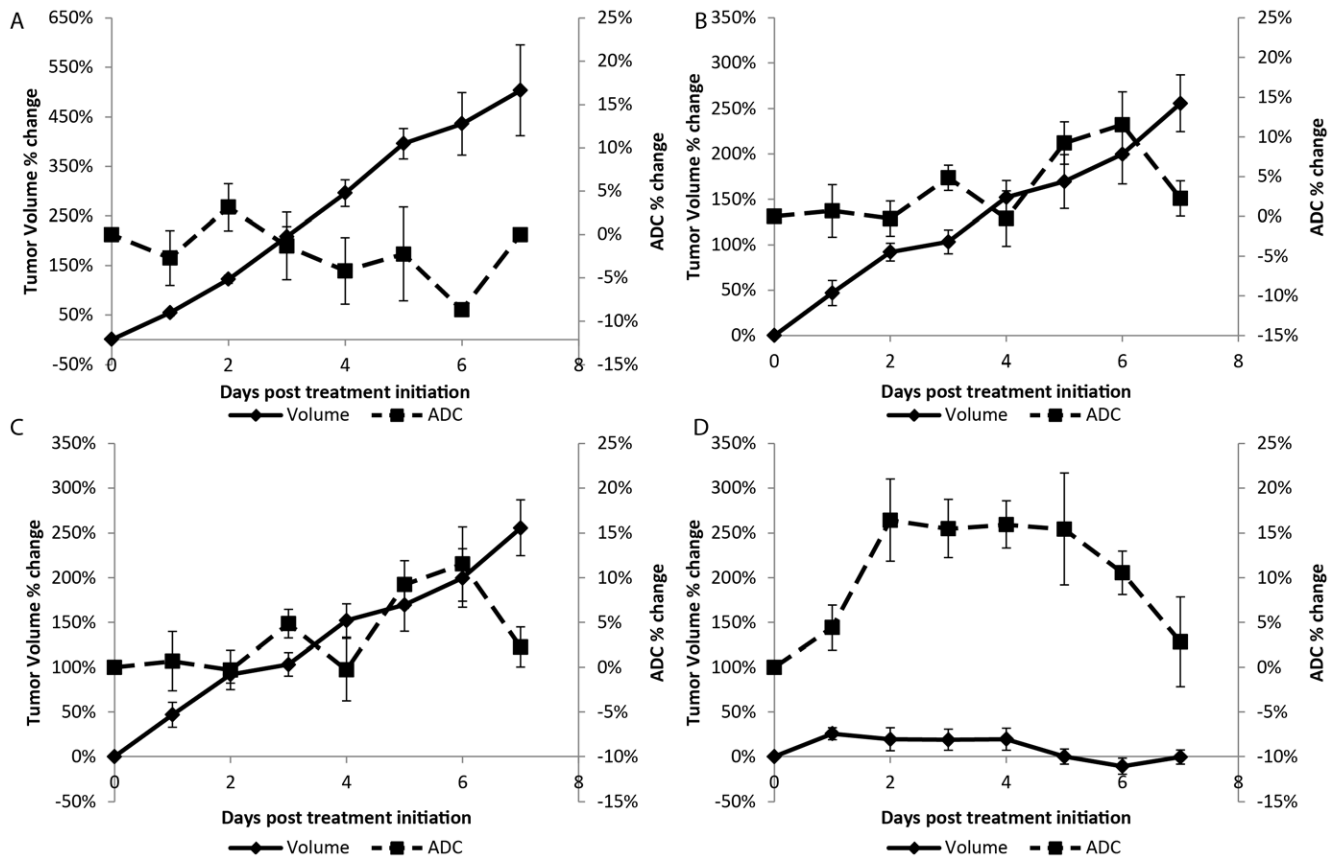 A
650%
550%
450%
350%
250%
150%
50%
-50%
Tumor Volume % change
25%
20%
15%
10%
5%
0%
-5%
-10%
-15%
ADC % change
0 2 4 6 8
Days post treatment initiation
Volume ADC
B
350%
300%
250%
200%
150%
100%
50%
0%
Tumor Volume % change
25%
20%
15%
10%
5%
0%
-5%
-10%
-15%
ADC % change
0 2 4 6 8
Days post treatment initiation
Volume ADC
C
350%
300%
250%
200%
150%
100%
50%
0%
-50%
Tumor Volume % change
25%
20%
15%
10%
5%
0%
-5%
-10%
-15%
ADC % change
0 2 4 6 8
Days post treatment initiation
Volume ADC
D
350%
300%
250%
200%
150%
100%
50%
0%
-50%
Tumor Volume % change
25%
20%
15%
10%
5%
0%
-5%
-10%
-15%
ADC % change
0 2 4 6 8
Days post treatment initiation
Volume ADC